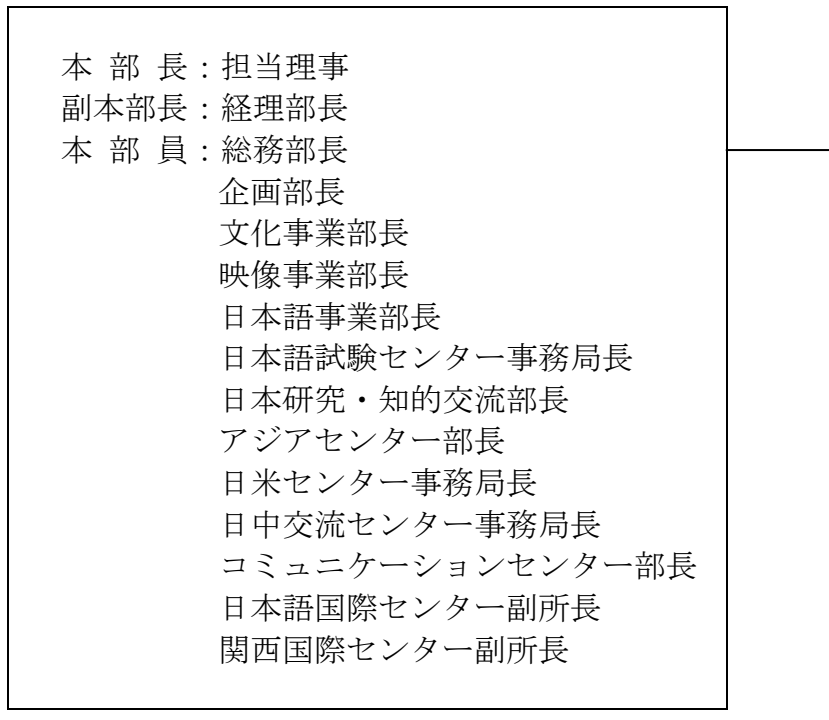 本 部 長：担当理事
副本部長：経理部長
本 部 員：総務部長
企画部長
文化事業部長
映像事業部長
日本語事業部長
日本語試験センター事務局長
日本研究・知的交流部長
アジアセンター部長
日米センター事務局長
日中交流センター事務局長
コミュニケーションセンター部長
日本語国際センター副所長
関西国際センター副所長